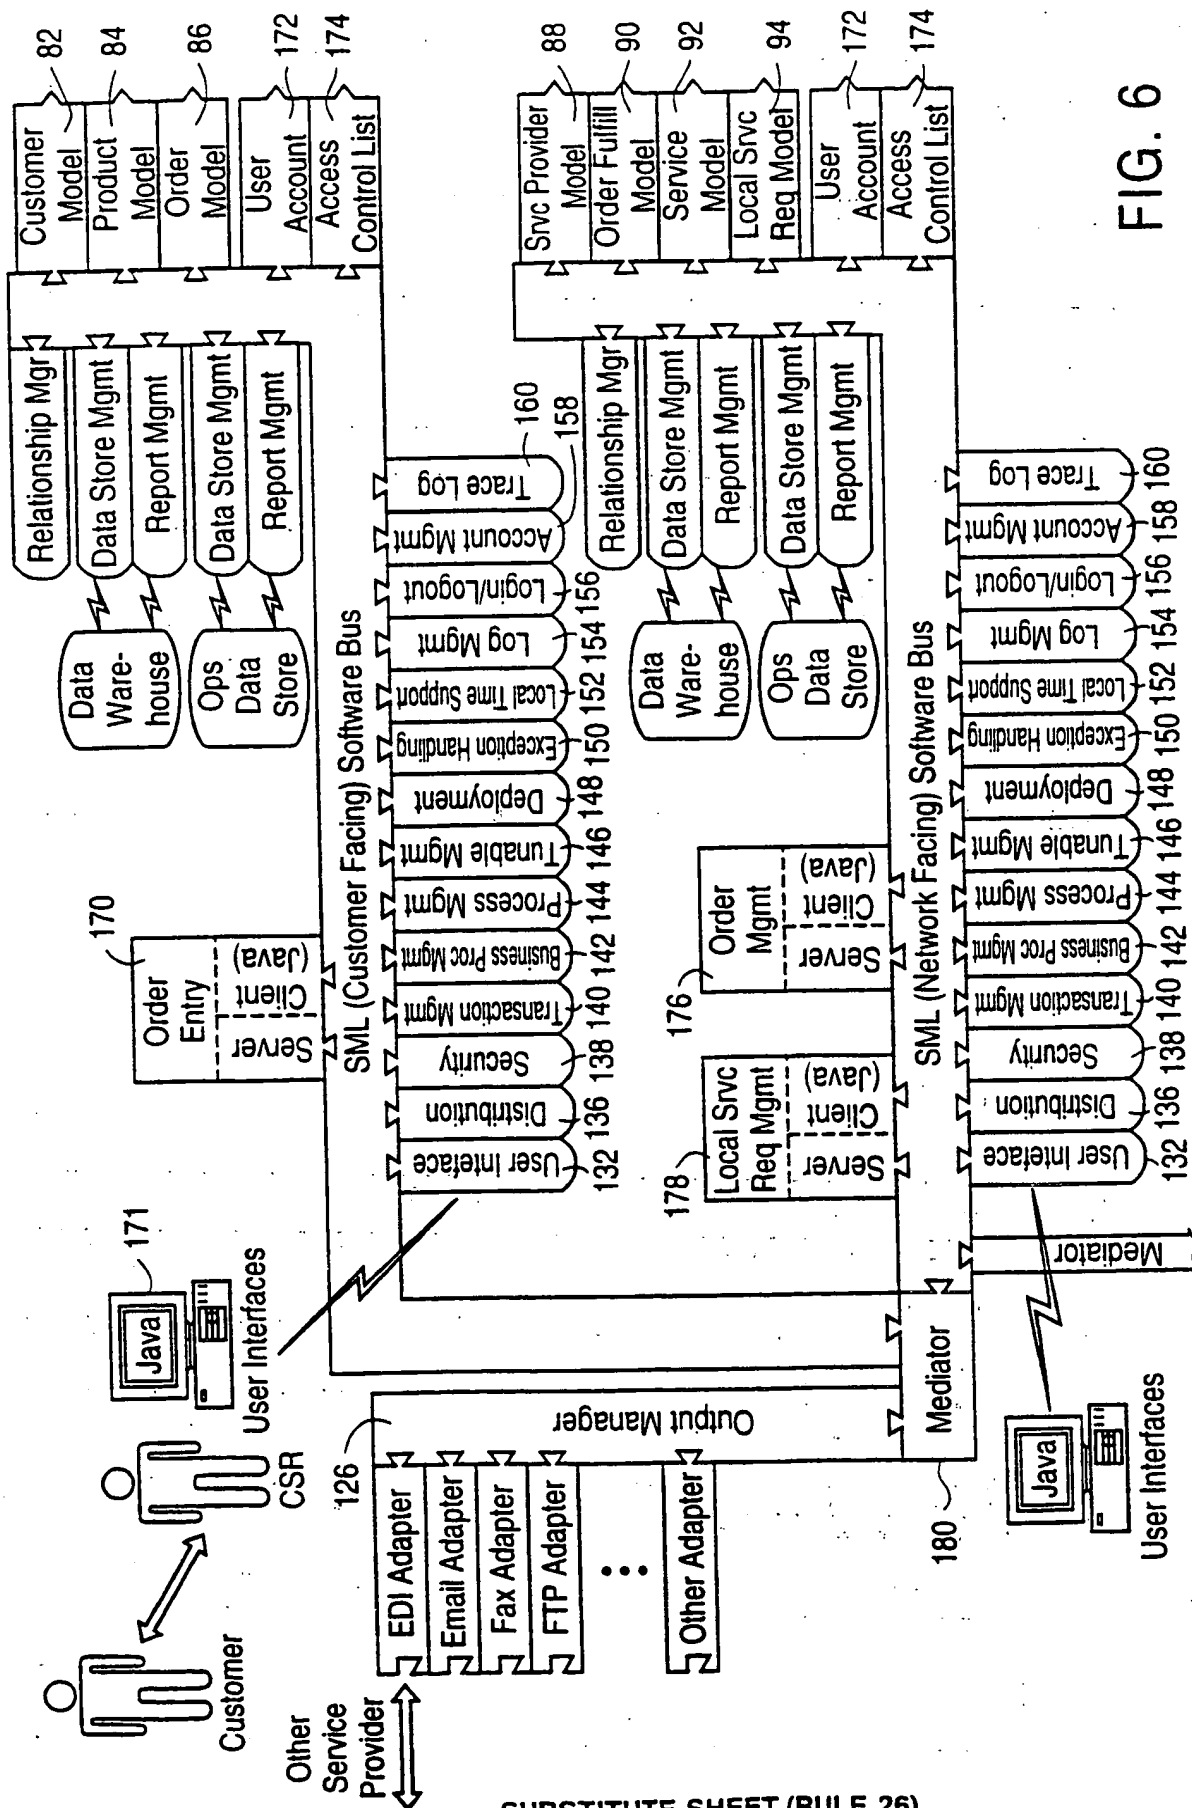 Customer
CSR
171
Java
User Interfaces
170
Order
Entry
Server
Client
(Java)
Customer
Model
82
Product
Model
84
Order
Model
86
User
Account
172
Access
Control List
174
Relationship Mgr
Data Store Mgmt
Report Mgmt
Data Store Mgmt
Report Mgmt
Data
Ware-
house
Ops
Data
Store
SML (Customer Facing) Software Bus
User Inteface
132
Distribution
136
Security
138
Transaction Mgmt
140
Business Proc Mgmt
142
Process Mgmt
144
Tunable Mgmt
146
Deployment
148
Exception Handling
150
Local Time Support
152
Log Mgmt
154
Login/Logout
156
Account Mgmt
158
Trace Log
160
Other
Service
Provider
EDI Adapter
Email Adapter
Fax Adapter
FTP Adapter
Other Adapter
126
Output Manager
Mediator
180
178
Local Srvc
Req Mgmt
Server
Client
(Java)
176
Order
Mgmt
Server
Client
(Java)
Srvc Provider
Model
88
Order Fulfill
Model
90
Service
Model
92
Local Srvc
Req Model
94
User
Account
172
Access
Control List
174
Relationship Mgr
Data Store Mgmt
Report Mgmt
Data Store Mgmt
Report Mgmt
Data
Ware-
house
Ops
Data
Store
SML (Network Facing) Software Bus
Mediator
User Inteface
132
Distribution
136
Security
138
Transaction Mgmt
140
Business Proc Mgmt
142
Process Mgmt
144
Tunable Mgmt
146
Deployment
148
Exception Handling
150
Local Time Support
152
Log Mgmt
154
Login/Logout
156
Account Mgmt
158
Trace Log
160
Java
User Interfaces
FIG. 6
SUBSTITUTE SHEET (RULE 26)